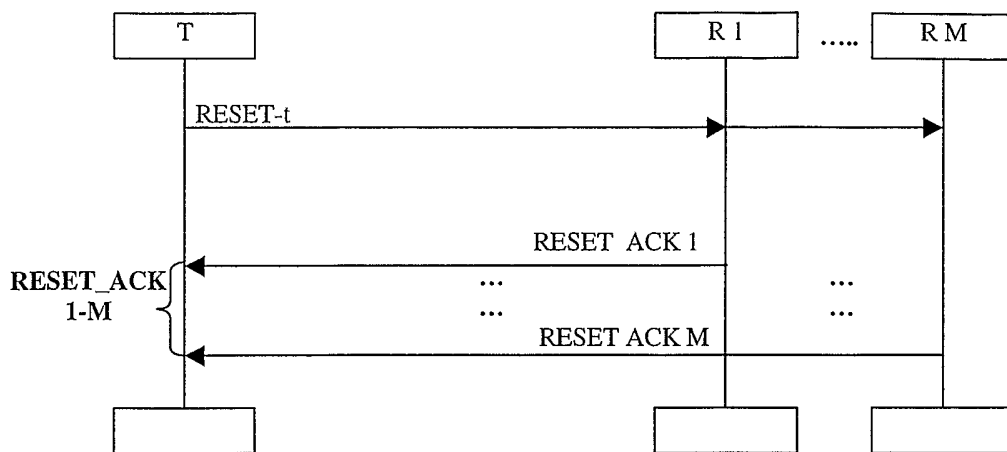 T
R 1
.....
R M
RESET-t
RESET ACK 1
RESET_ACK
1-M
...
...
...
...
RESET ACK M